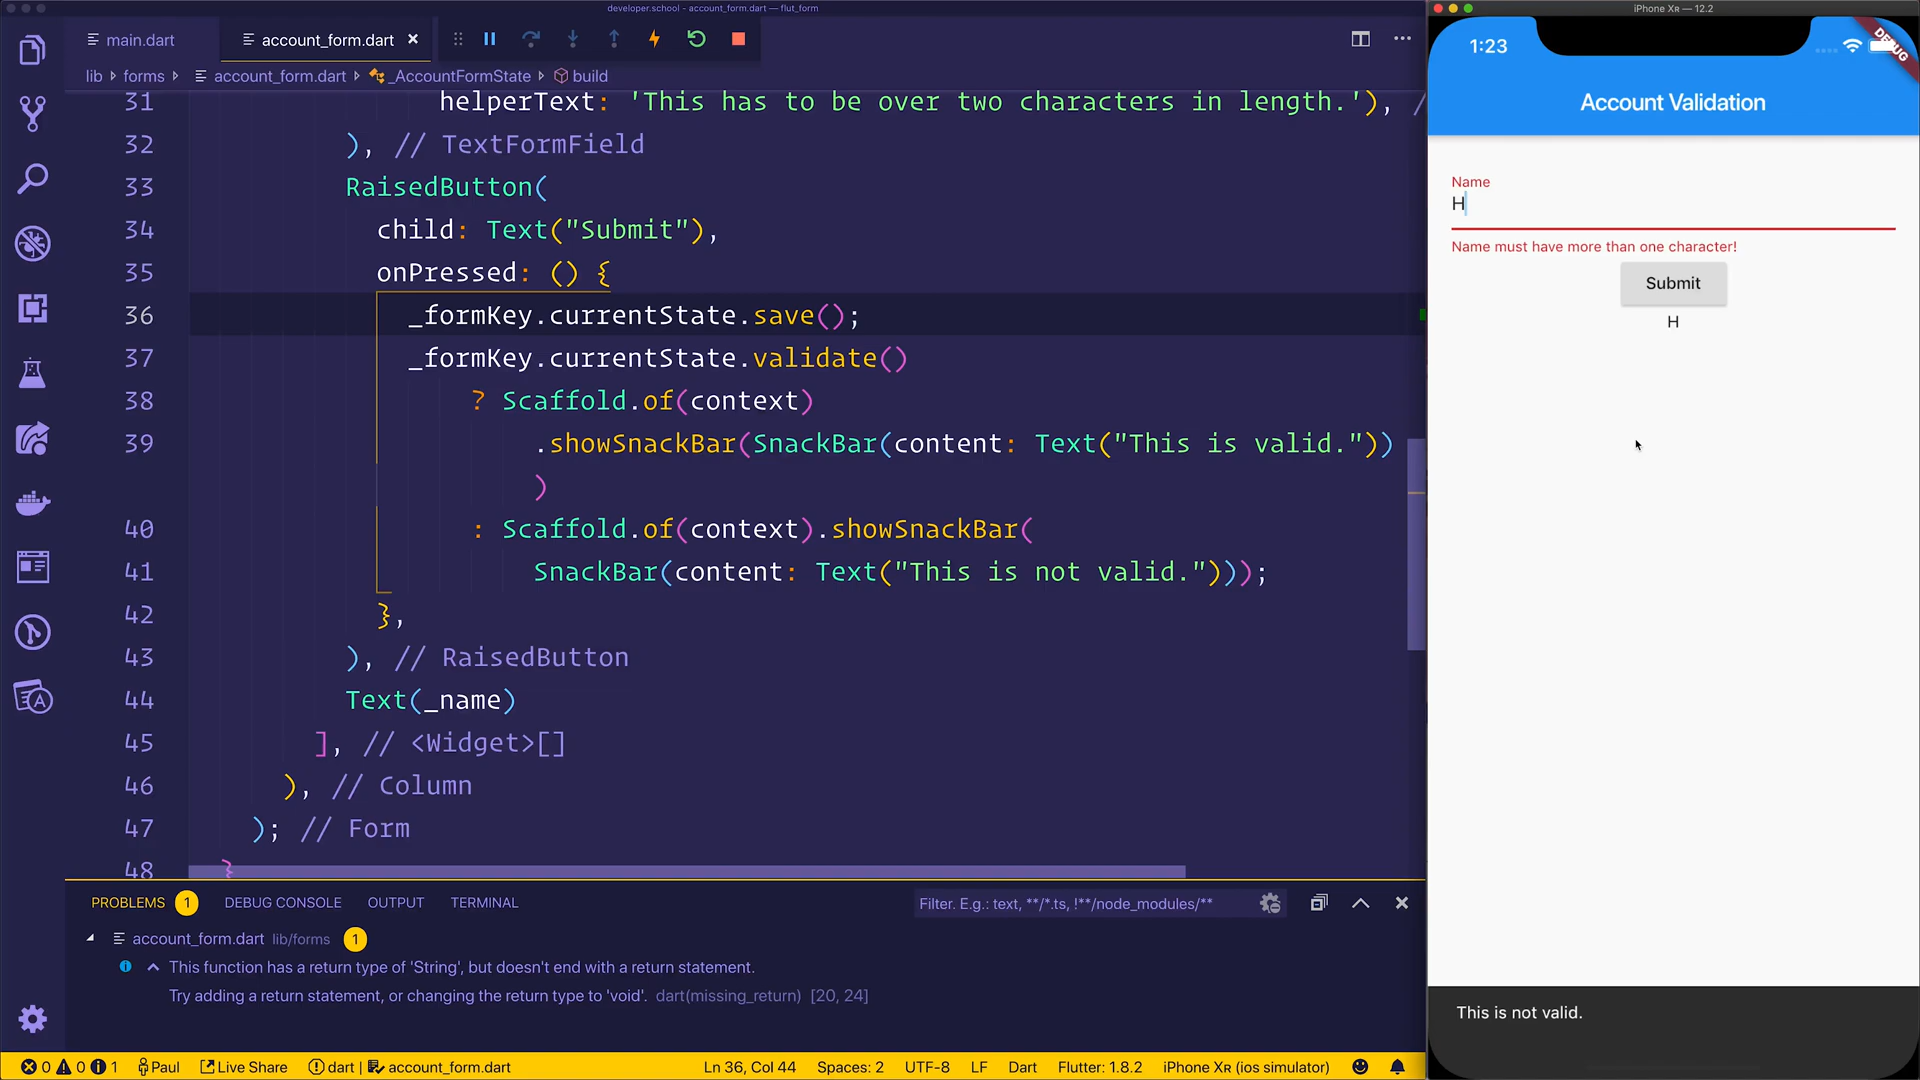 developer.school - account_form.dart — flut_form
main.dart
account_form.dart ×
lib forms account_form.dart _AccountFormState build
31 helperText: 'This has to be over two characters in length.'), /
32 ), // TextFormField
33 RaisedButton(
34 child: Text("Submit"),
35 onPressed: () {
36 _formKey.currentState.save();
37 _formKey.currentState.validate()
38 ? Scaffold.of(context)
39 .showSnackBar(SnackBar(content: Text("This is valid."))
)
40 : Scaffold.of(context).showSnackBar(
41 SnackBar(content: Text("This is not valid.")));
42 },
43 ), // RaisedButton
44 Text(_name)
45 ], // <Widget>[]
46 ), // Column
47 ); // Form
48 }
PROBLEMS 1 DEBUG CONSOLE OUTPUT TERMINAL
Filter. E.g.: text, **/*.ts, !**/node_modules/**
account_form.dart lib/forms 1
This function has a return type of 'String', but doesn't end with a return statement.
Try adding a return statement, or changing the return type to 'void'. dart(missing_return) [20, 24]
0 0 1 Paul Live Share dart account_form.dart
Ln 36, Col 44 Spaces: 2 UTF-8 LF Dart Flutter: 1.8.2 iPhone XR (ios simulator)
iPhone XR — 12.2
1:23
DEBUG
Account Validation
Name
H
Name must have more than one character!
Submit
H
This is not valid.